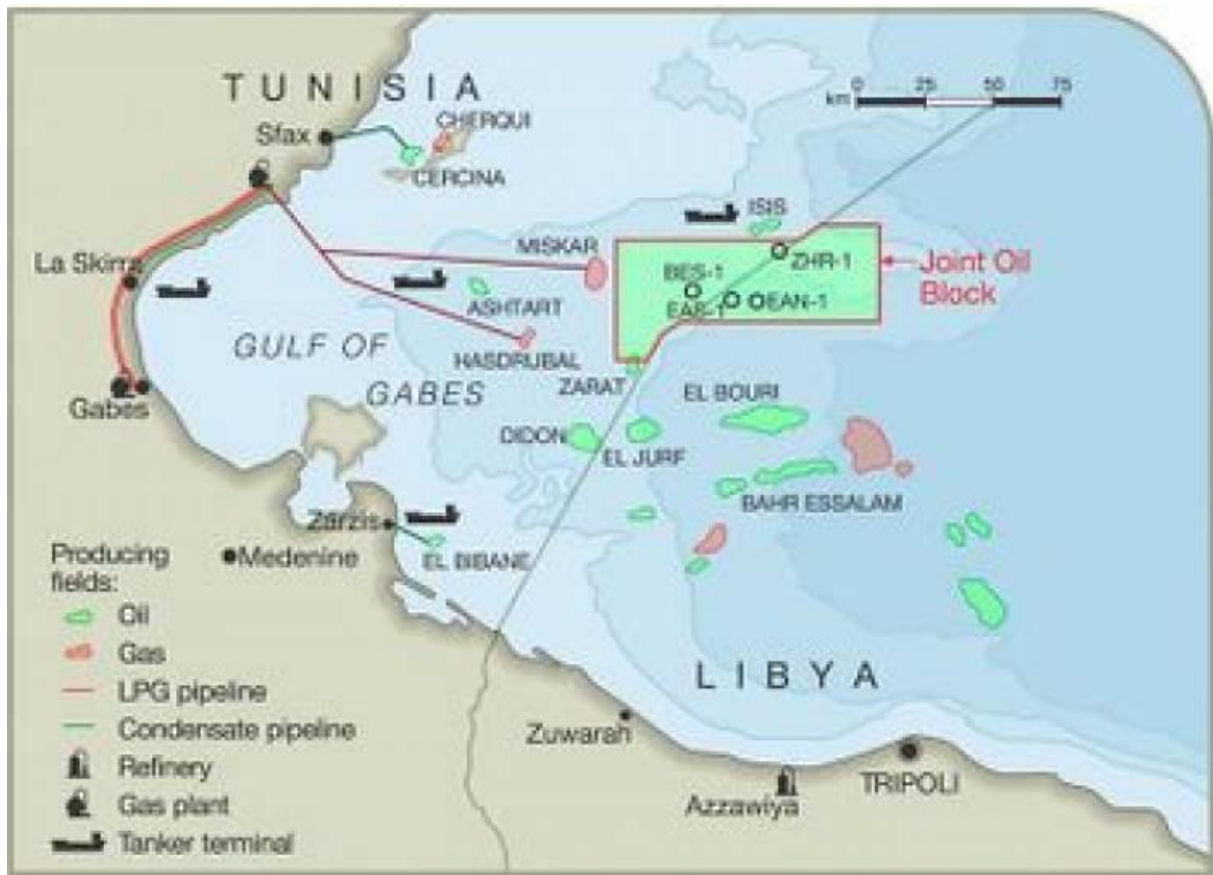 TUNISIA
0 25 50 75
km
Sfax
CHERQUI
CERCINA
ISIS
MISKAR
ZHR-1
La Skirra
BES-1
Joint Oil
Block
ASHTART
EAS-1
EAN-1
GULF OF
GABES
HASDRUBAL
ZARAT
Gabes
EL BOURI
DIDON
EL JURF
BAHR ESSALAM
Zarzis
Medenine
EL BIBANE
Producing
fields:
Oil
Gas
LPG pipeline
Condensate pipeline
Refinery
Gas plant
Tanker terminal
LIBYA
Zuwarah
Azzawiya
TRIPOLI